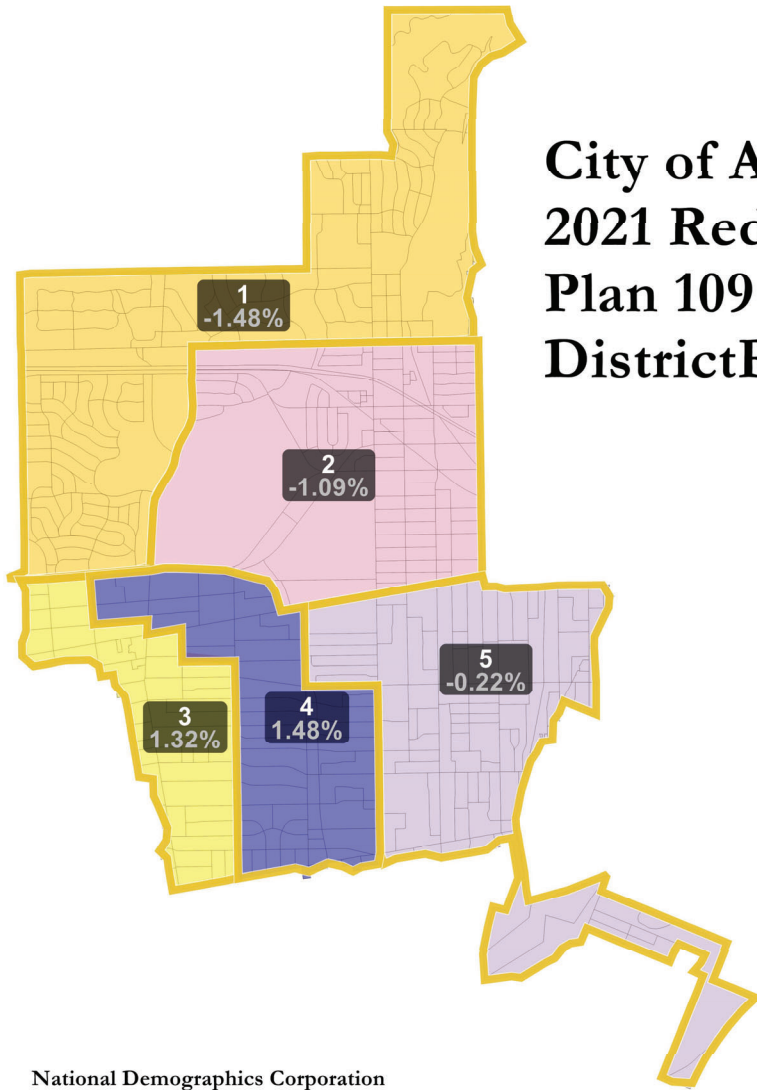 City of A
2021 Red
Plan 109
District
1
-1.48%
2
-1.09%
5
-0.22%
3
1.32%
4
1.48%
National Demographics Corporation